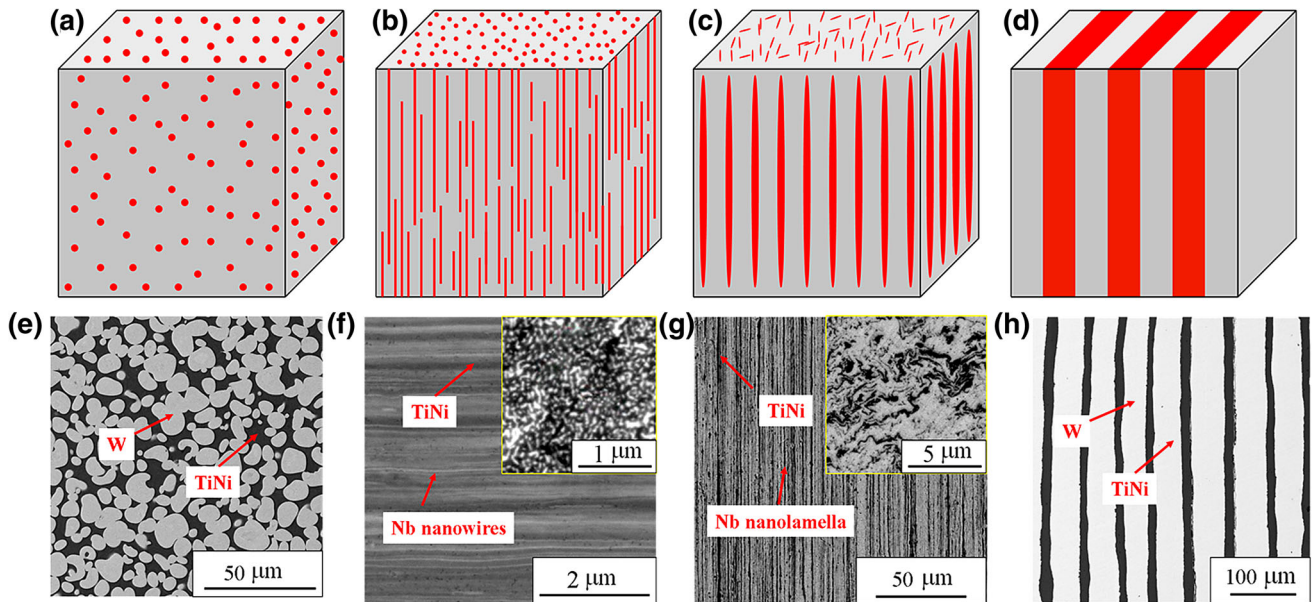 (a)
(b)
(c)
(d)
(e)
W
TiNi
50 μm
(f)
TiNi
Nb nanowires
1 μm
2 μm
(g)
TiNi
Nb nanolamella
5 μm
50 μm
(h)
W
TiNi
100 μm